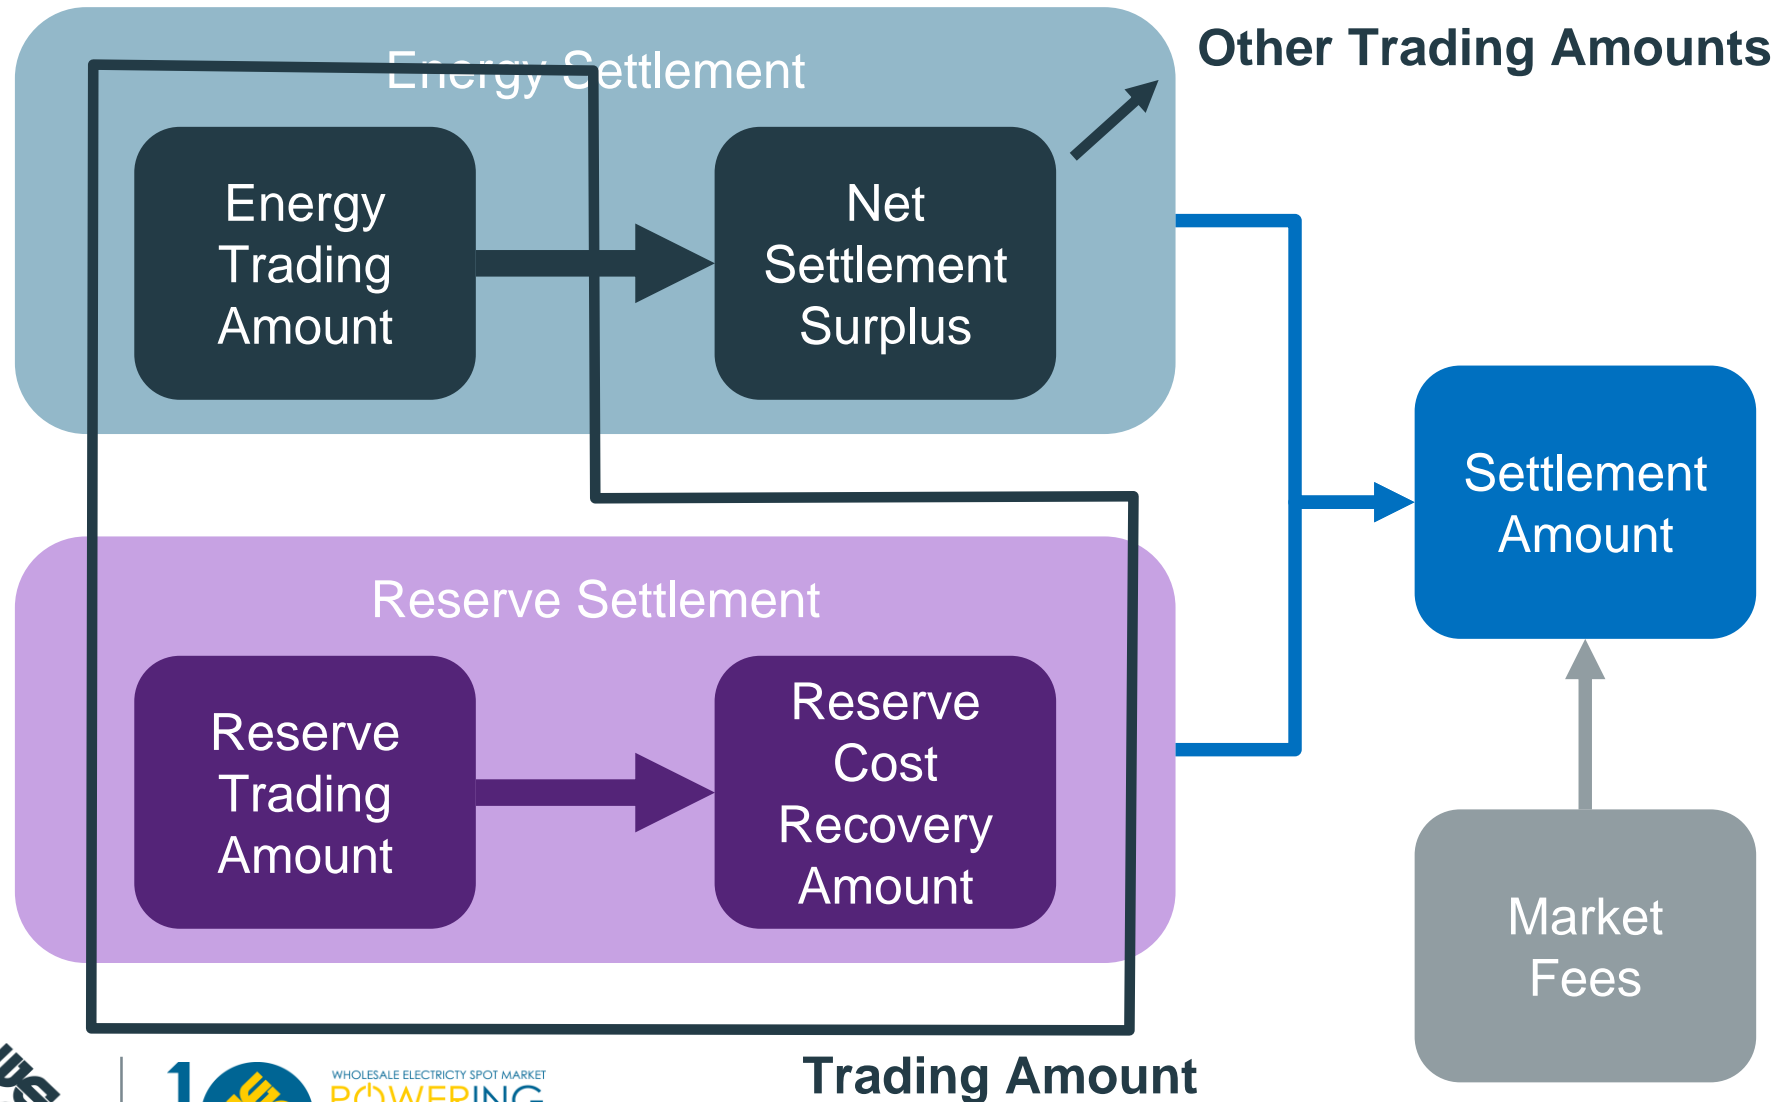 Other Trading Amounts
Energy Settlement
Energy
Trading
Amount
Net
Settlement
Surplus
Settlement
Amount
Reserve Settlement
Reserve
Trading
Amount
Reserve
Cost
Recovery
Amount
Market
Fees
Trading Amount
WHOLESALE ELECTRICTY SPOT MARKET
POWERING